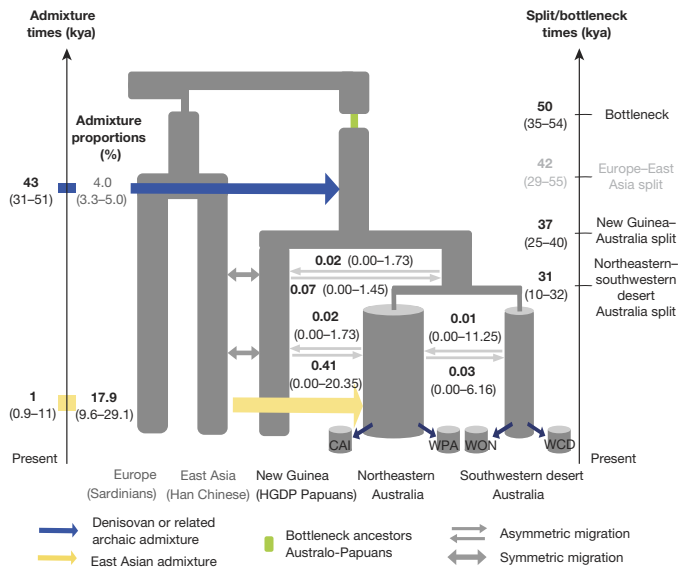 Admixture
times (kya)
Split/bottleneck
times (kya)
Admixture
proportions
(%)
50
(35–54)
Bottleneck
43
(31–51)
4.0
(3.3–5.0)
42
(29–55)
Europe–East
Asia split
37
(25–40)
New Guinea–
Australia split
0.02 (0.00–1.73)
0.07 (0.00–1.45)
31
(10–32)
Northeastern–
southwestern
desert
Australia split
0.02
(0.00–1.73)
0.41
(0.00–20.35)
0.01
(0.00–11.25)
0.03
(0.00–6.16)
1
(0.9–11)
17.9
(9.6–29.1)
CAI
WPA
WON
WCD
Present
Present
Europe
(Sardinians)
East Asia
(Han Chinese)
New Guinea
(HGDP Papuans)
Northeastern
Australia
Southwestern desert
Australia
Denisovan or related
archaic admixture
East Asian admixture
Bottleneck ancestors
Australo-Papuans
Asymmetric migration
Symmetric migration